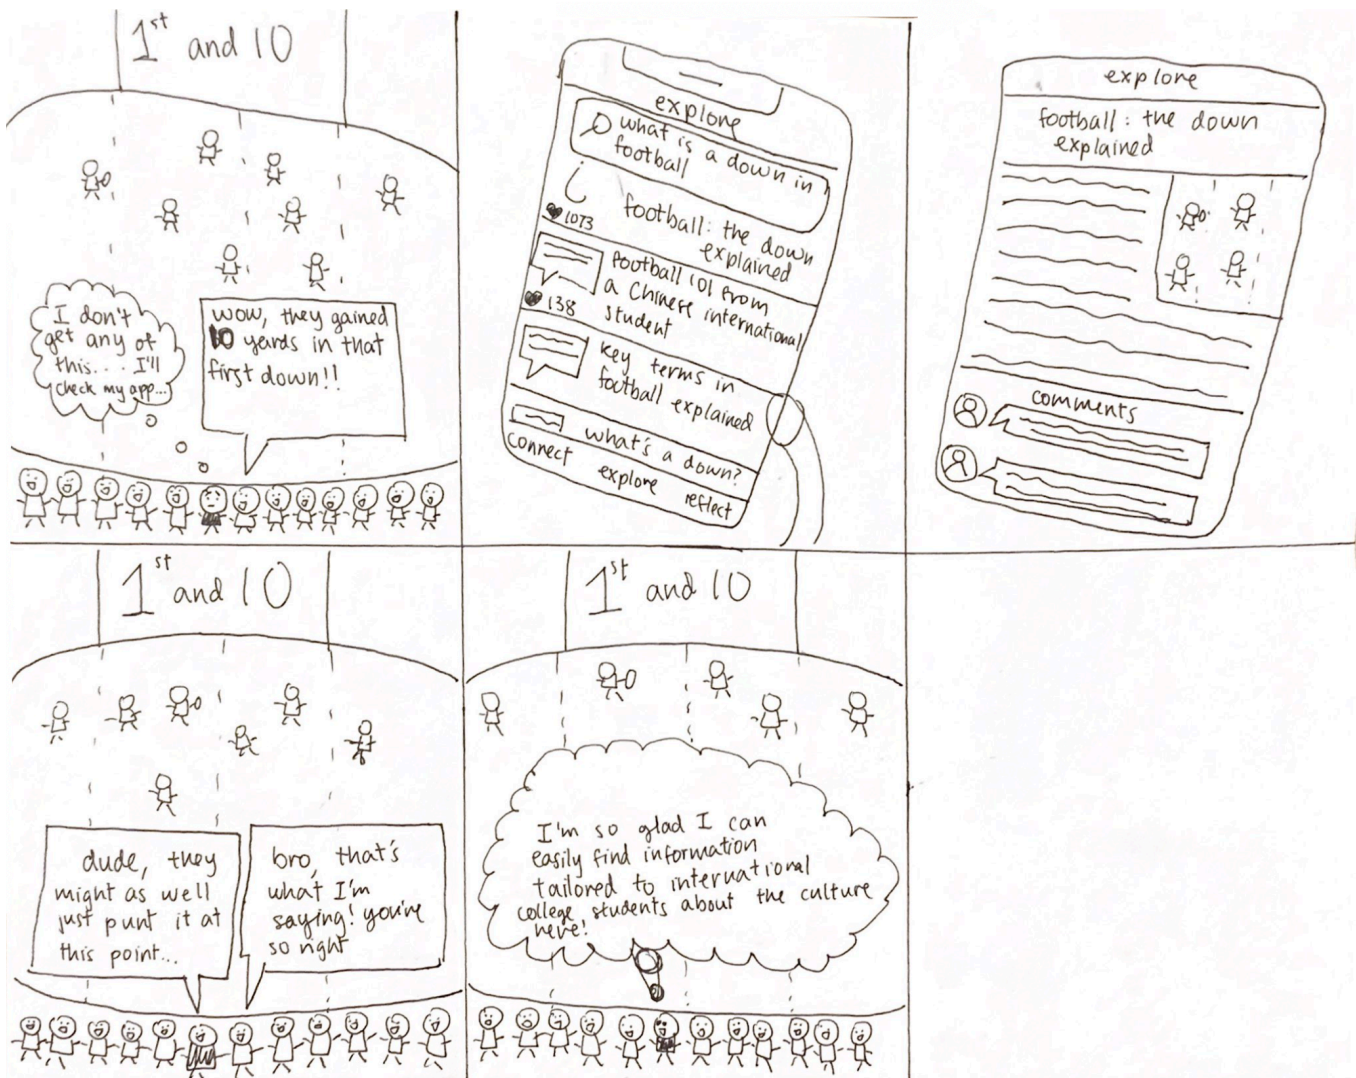 1st and 10
I don't
get any of
this... I'll
check my app...
wow, they gained
10 yards in that
first down!!
explore
what is a down in
football
1073
football: the down
explained
football 101 from
a Chinese international
student
138
key terms in
football explained
what's a down?
connect explore reflect
explore
football: the down
explained
comments
1st and 10
dude, they
might as well
just punt it at
this point...
bro, that's
what I'm
saying! you're
so right
1st and 10
I'm so glad I can
easily find information
tailored to international
college students about the culture
here!